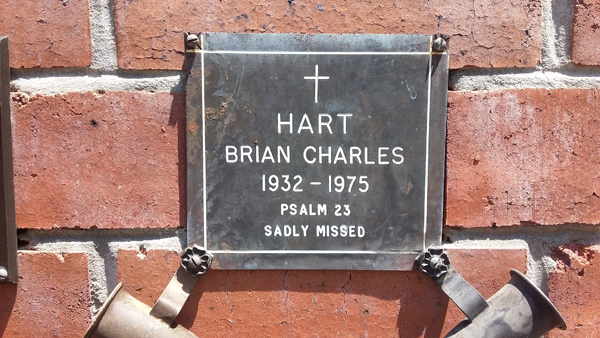 HART
BRIAN CHARLES
1932 – 1975
PSALM 23
SADLY MISSED